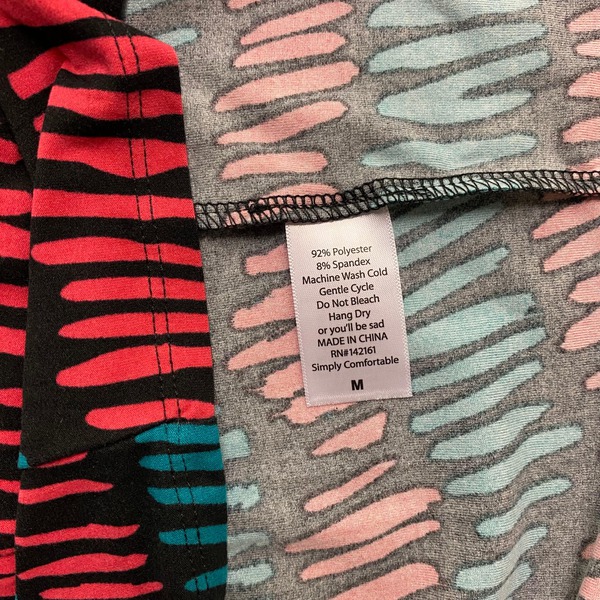 92% Polyester
8% Spandex
Machine Wash Cold
Gentle Cycle
Do Not Bleach
Hang Dry
or you'll be sad
MADE IN CHINA
RN#142161
Simply Comfortable
M